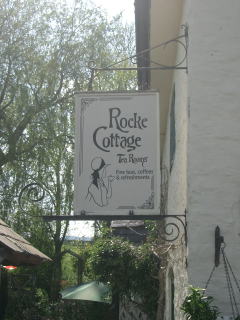 Rocke
Cottage
Tea Rooms
Fine teas, coffees
& refreshments